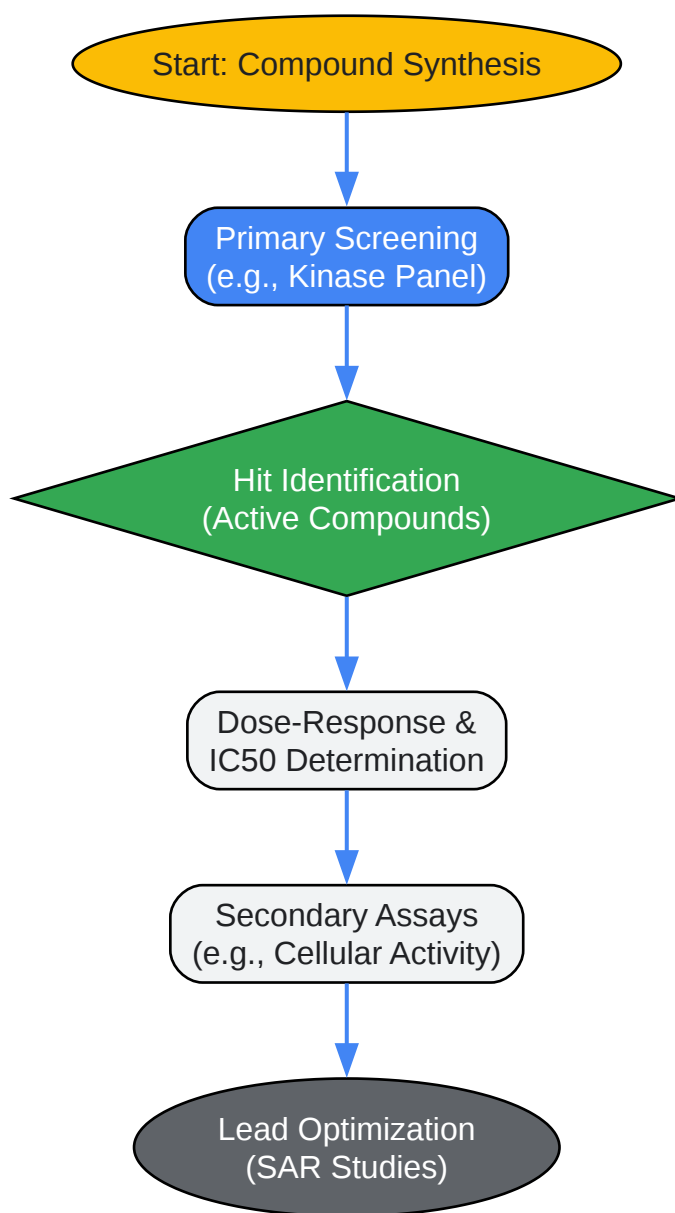 Start: Compound Synthesis
Primary Screening
(e.g., Kinase Panel)
Hit Identification
(Active Compounds)
Dose-Response &
IC50 Determination
Secondary Assays
(e.g., Cellular Activity)
Lead Optimization
(SAR Studies)